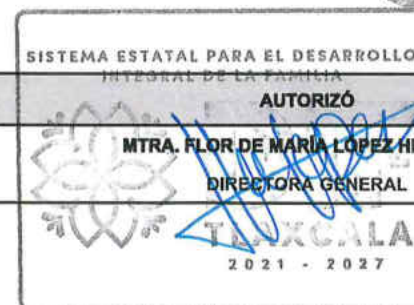 SISTEMA ESTATAL PARA EL DESARROLLO
INTEGRAL DE LA FAMILIA
AUTORIZÓ
MTRA. FLOR DE MARÍA LÓPEZ
DIRECTORA GENERAL
TLAXCALA
2021 - 2027